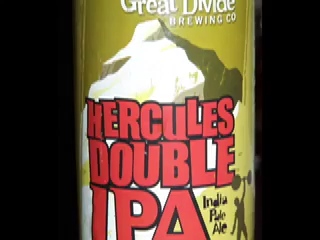 Great Divide
BREWING CO
HERCULES
DOUBLE
IPA
India
Pale
Ale